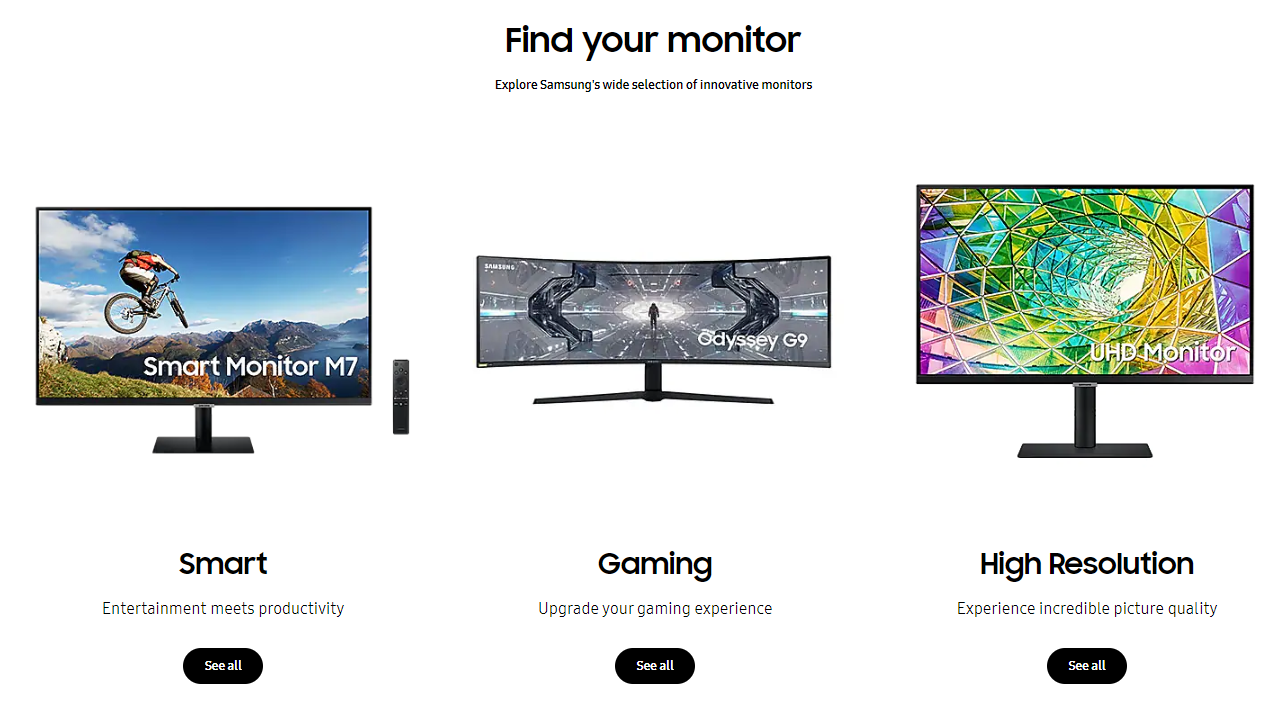 Find your monitor
Explore Samsung's wide selection of innovative monitors
Smart Monitor M7
SAMSUNG
Odyssey G9
UHD Monitor
Smart
Gaming
High Resolution
Entertainment meets productivity
Upgrade your gaming experience
Experience incredible picture quality
See all
See all
See all